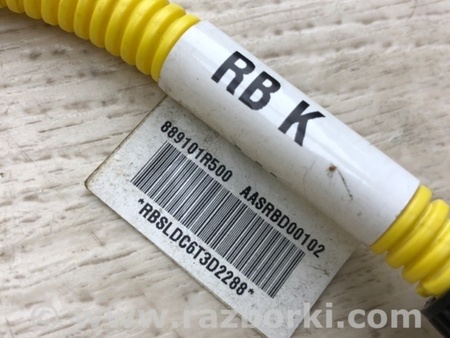 RB K
889101R500 AASRBD00102
*RBSLDC6T3D2288*
www.razborki.com